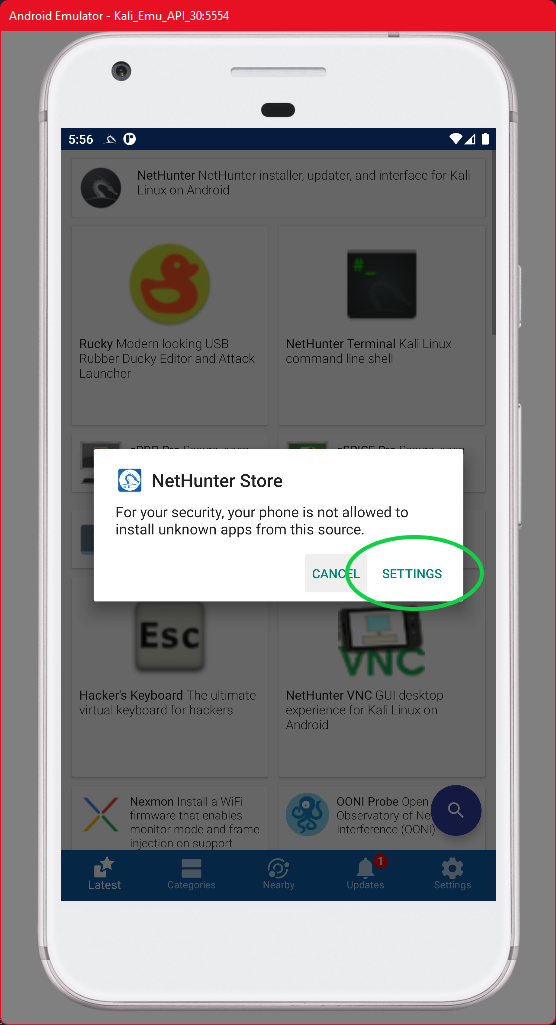 Android Emulator - Kali_Emu_API_30:5554
5:56
NetHunter NetHunter installer, updater, and interface for Kali
Linux on Android
#_
Rucky Modern looking USB
Rubber Ducky Editor and Attack
Launcher
NetHunter Terminal Kali Linux
command line shell
NetHunter Store
For your security, your phone is not allowed to
install unknown apps from this source.
CANCEL
SETTINGS
Esc
VNC
Hacker's Keyboard The ultimate
virtual keyboard for hackers
NetHunter VNC GUI desktop
experience for Kali Linux on
Android
Nexmon Install a WiFi
firmware that enables
monitor mode and frame
injection on support
OONI Probe Open
Observatory of Ne
Interference (OONI)
1
Latest
Categories
Nearby
Updates
Settings